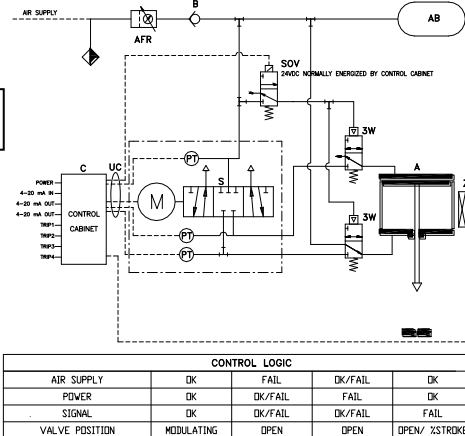 AIR SUPPLY
B
AB
AFR
SOV
24VDC NORMALLY ENERGIZED BY CONTROL CABINET
3W
C
UC
PT
A
POWER
4-20 mA IN
4-20 mA OUT
4-20 mA OUT
TRIP1
TRIP2
TRIP3
TRIP4
CONTROL
CABINET
M
S
PT
PT
3W
CONTROL LOGIC
AIR SUPPLY OK FAIL OK/FAIL OK
POWER OK OK/FAIL FAIL OK
SIGNAL OK OK/FAIL OK/FAIL FAIL
VALVE POSITION MODULATING OPEN OPEN OPEN/ %STROKE